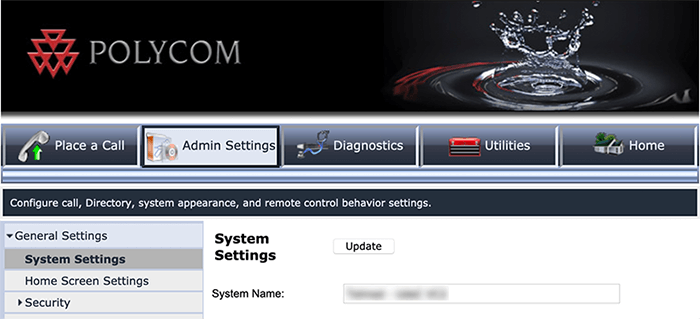 POLYCOM
Place a Call
Admin Settings
Diagnostics
Utilities
Home
Configure call, Directory, system appearance, and remote control behavior settings.
General Settings
System Settings
Home Screen Settings
Security
System
Settings
Update
System Name: